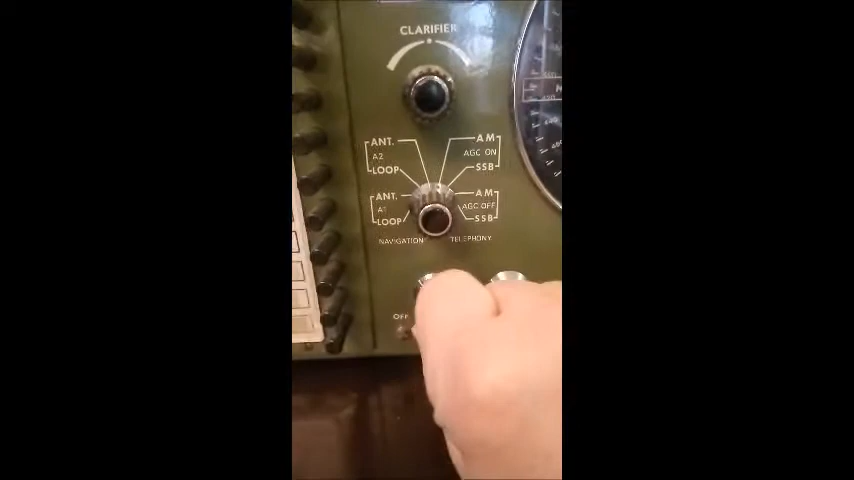 CLARIFIER
ANT. AM
A2 AGC ON
LOOP SSB
ANT. AM
A1 AGC OFF
LOOP SSB
NAVIGATION TELEPHONY
OFF